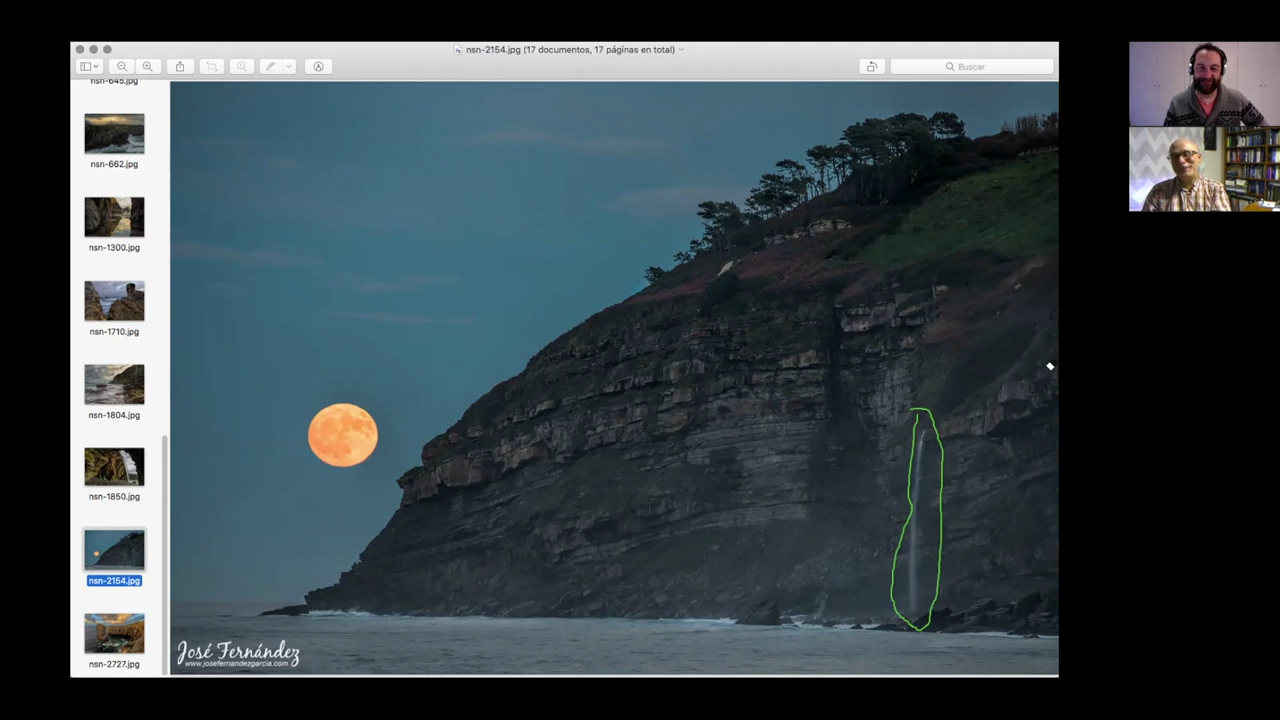 nsn-2154.jpg (17 documentos, 17 páginas en total)
Buscar
nsn-645.jpg
nsn-662.jpg
nsn-1300.jpg
nsn-1710.jpg
nsn-1804.jpg
nsn-1850.jpg
nsn-2154.jpg
nsn-2727.jpg
José Fernández
www.josefernandezgarcia.com